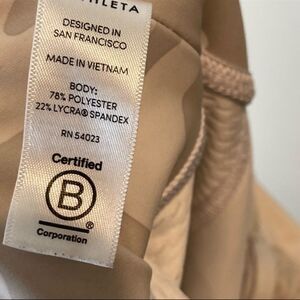 HLETA
DESIGNED IN
SAN FRANCISCO
MADE IN VIETNAM
BODY:
78% POLYESTER
22% LYCRA® SPANDEX
RN 54023
Certified
B
Corporation